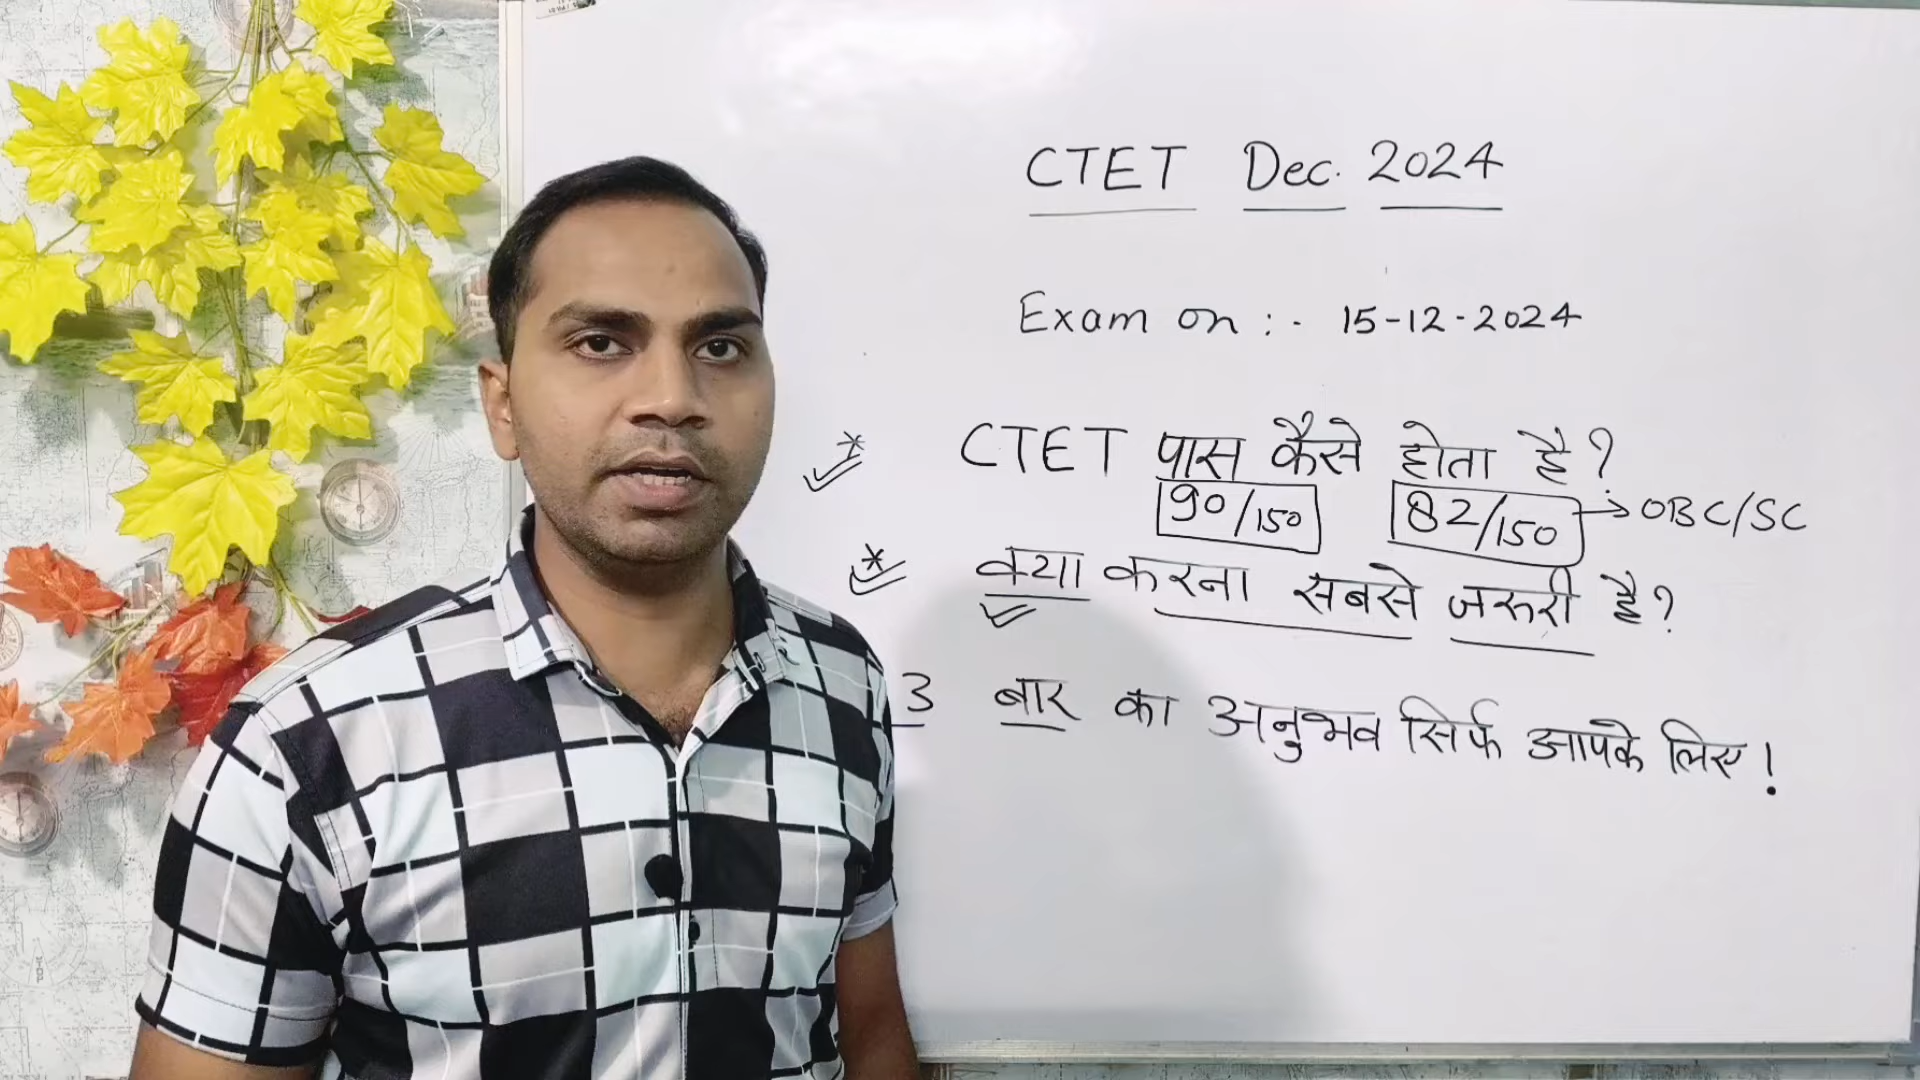 CTET Dec. 2024
Exam on :- 15-12-2024
* CTET पास कैसे होता है?
90/150 82/150 → OBC/SC
* क्या करना सबसे जरूरी है?
3 बार का अनुभव सिर्फ आपके लिए!